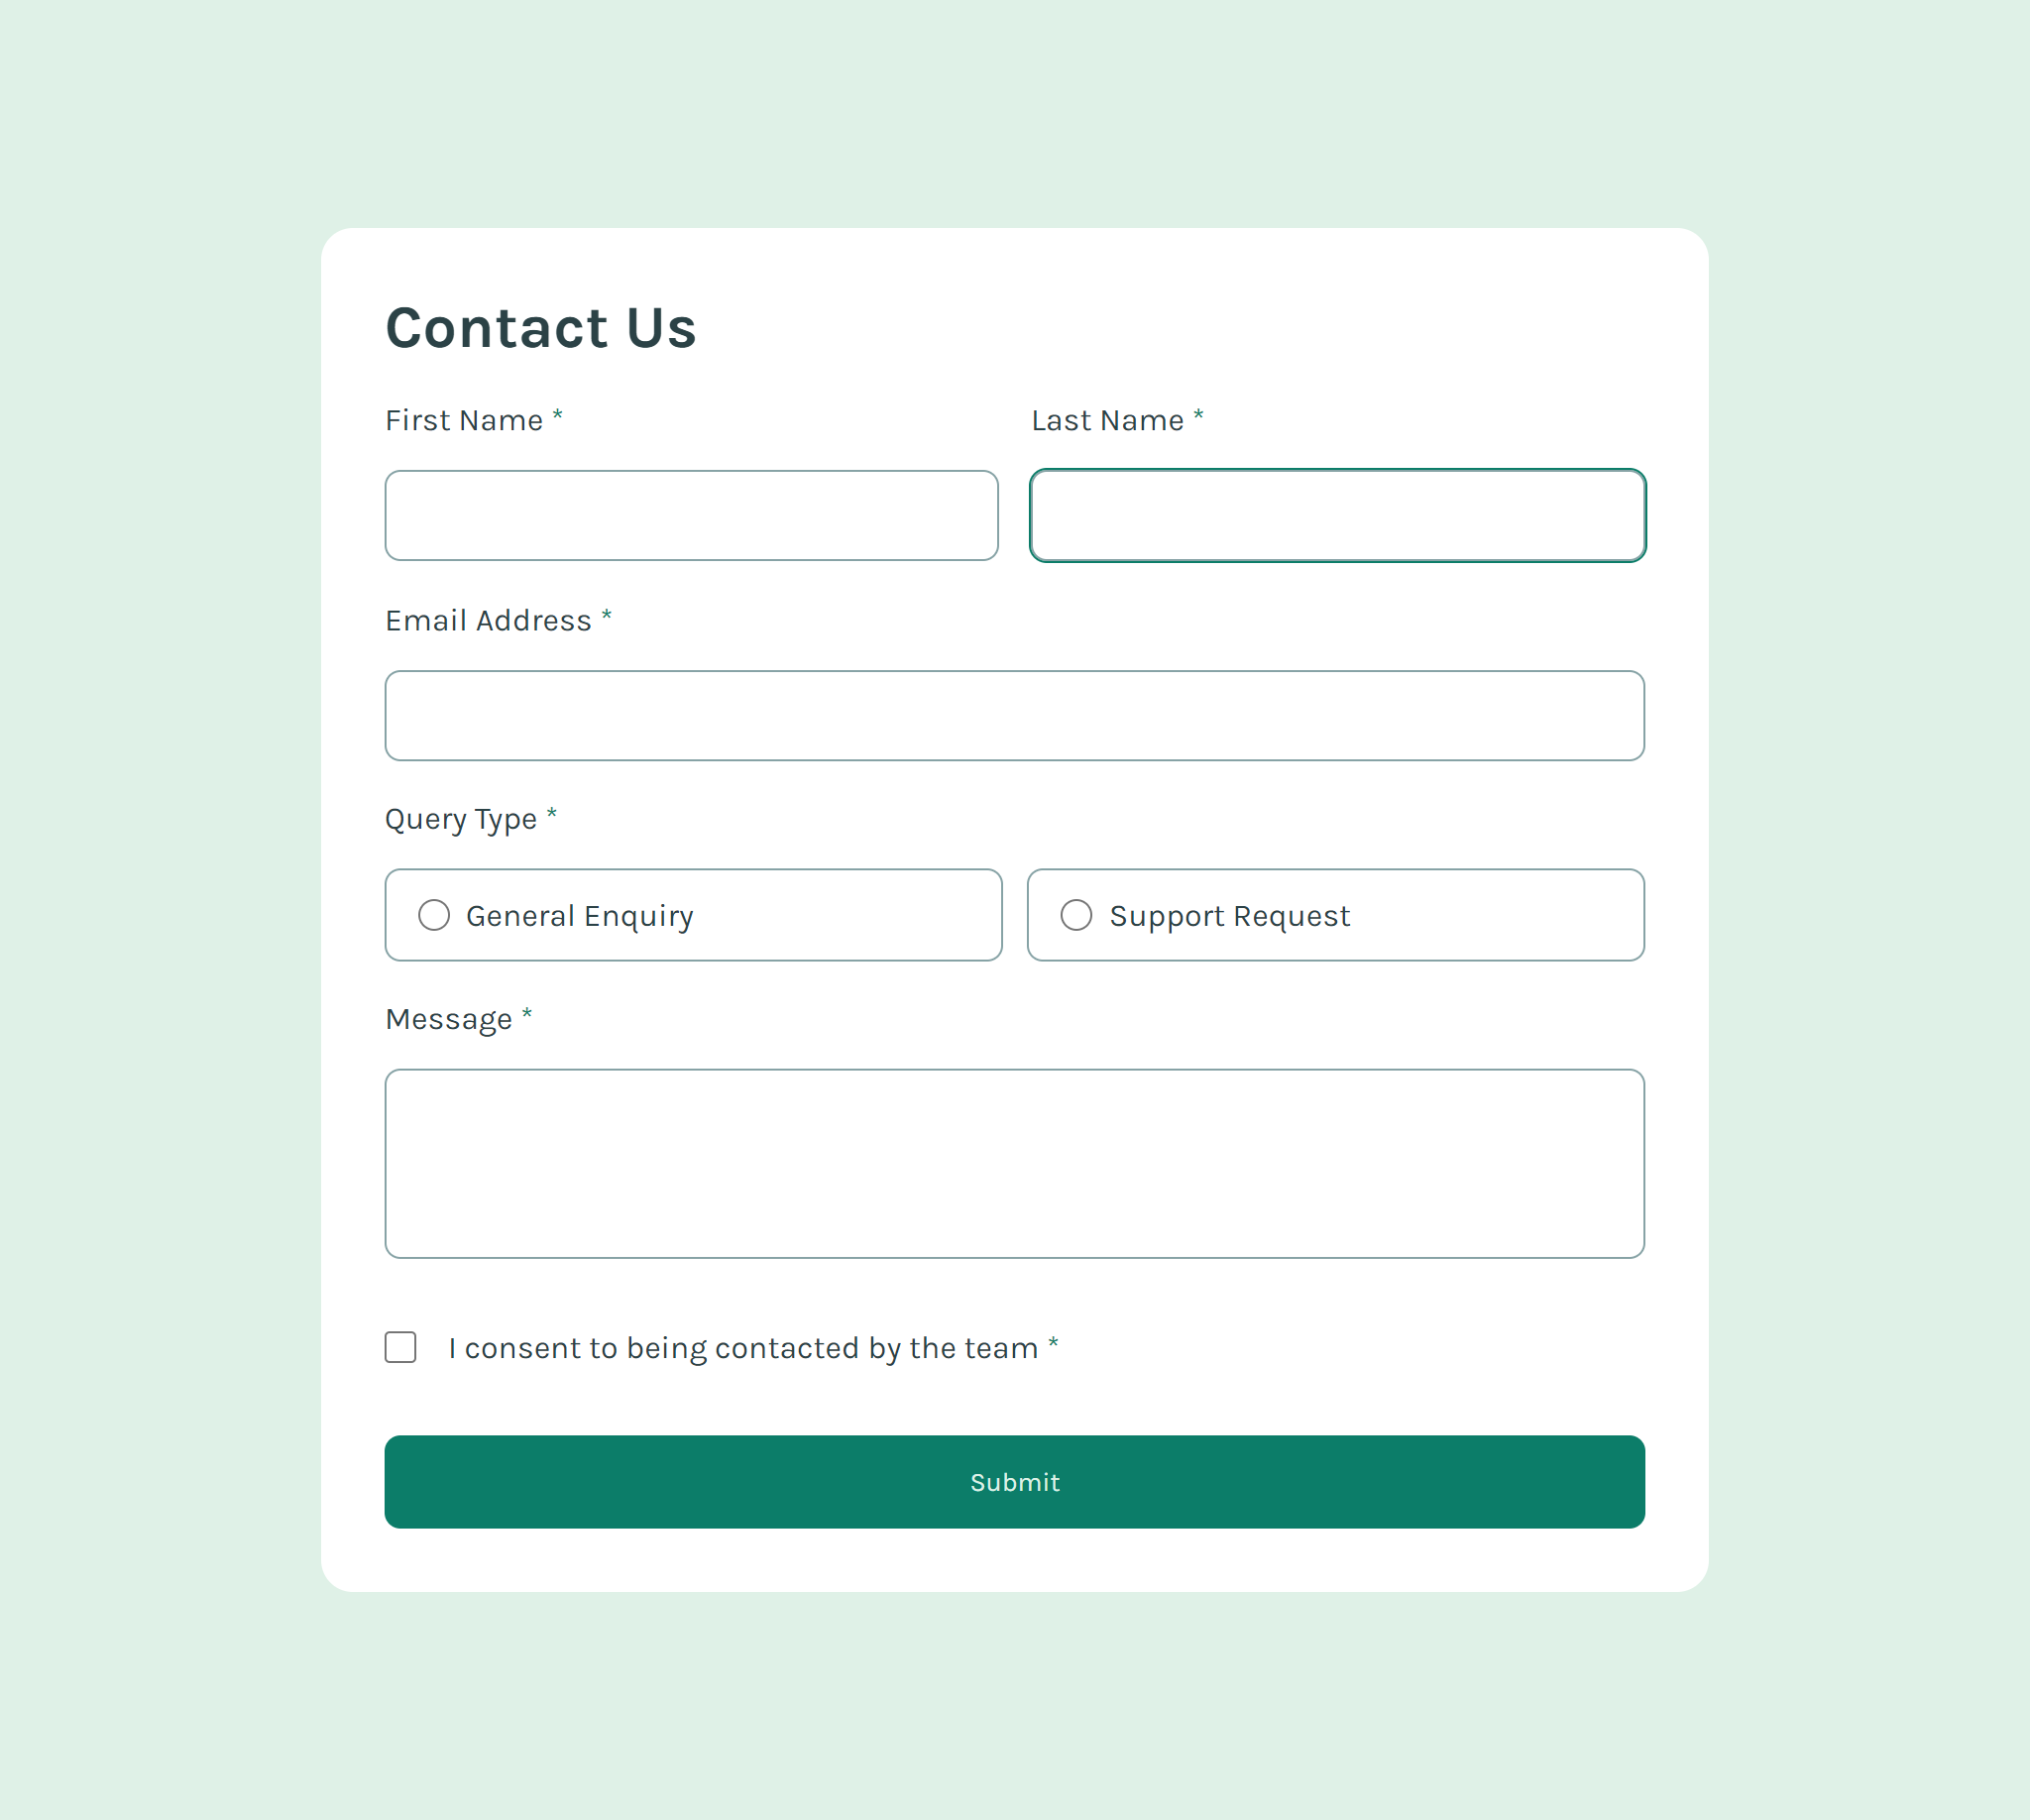 Contact Us
First Name *
Last Name *
Email Address *
Query Type *
General Enquiry
Support Request
Message *
I consent to being contacted by the team *
Submit